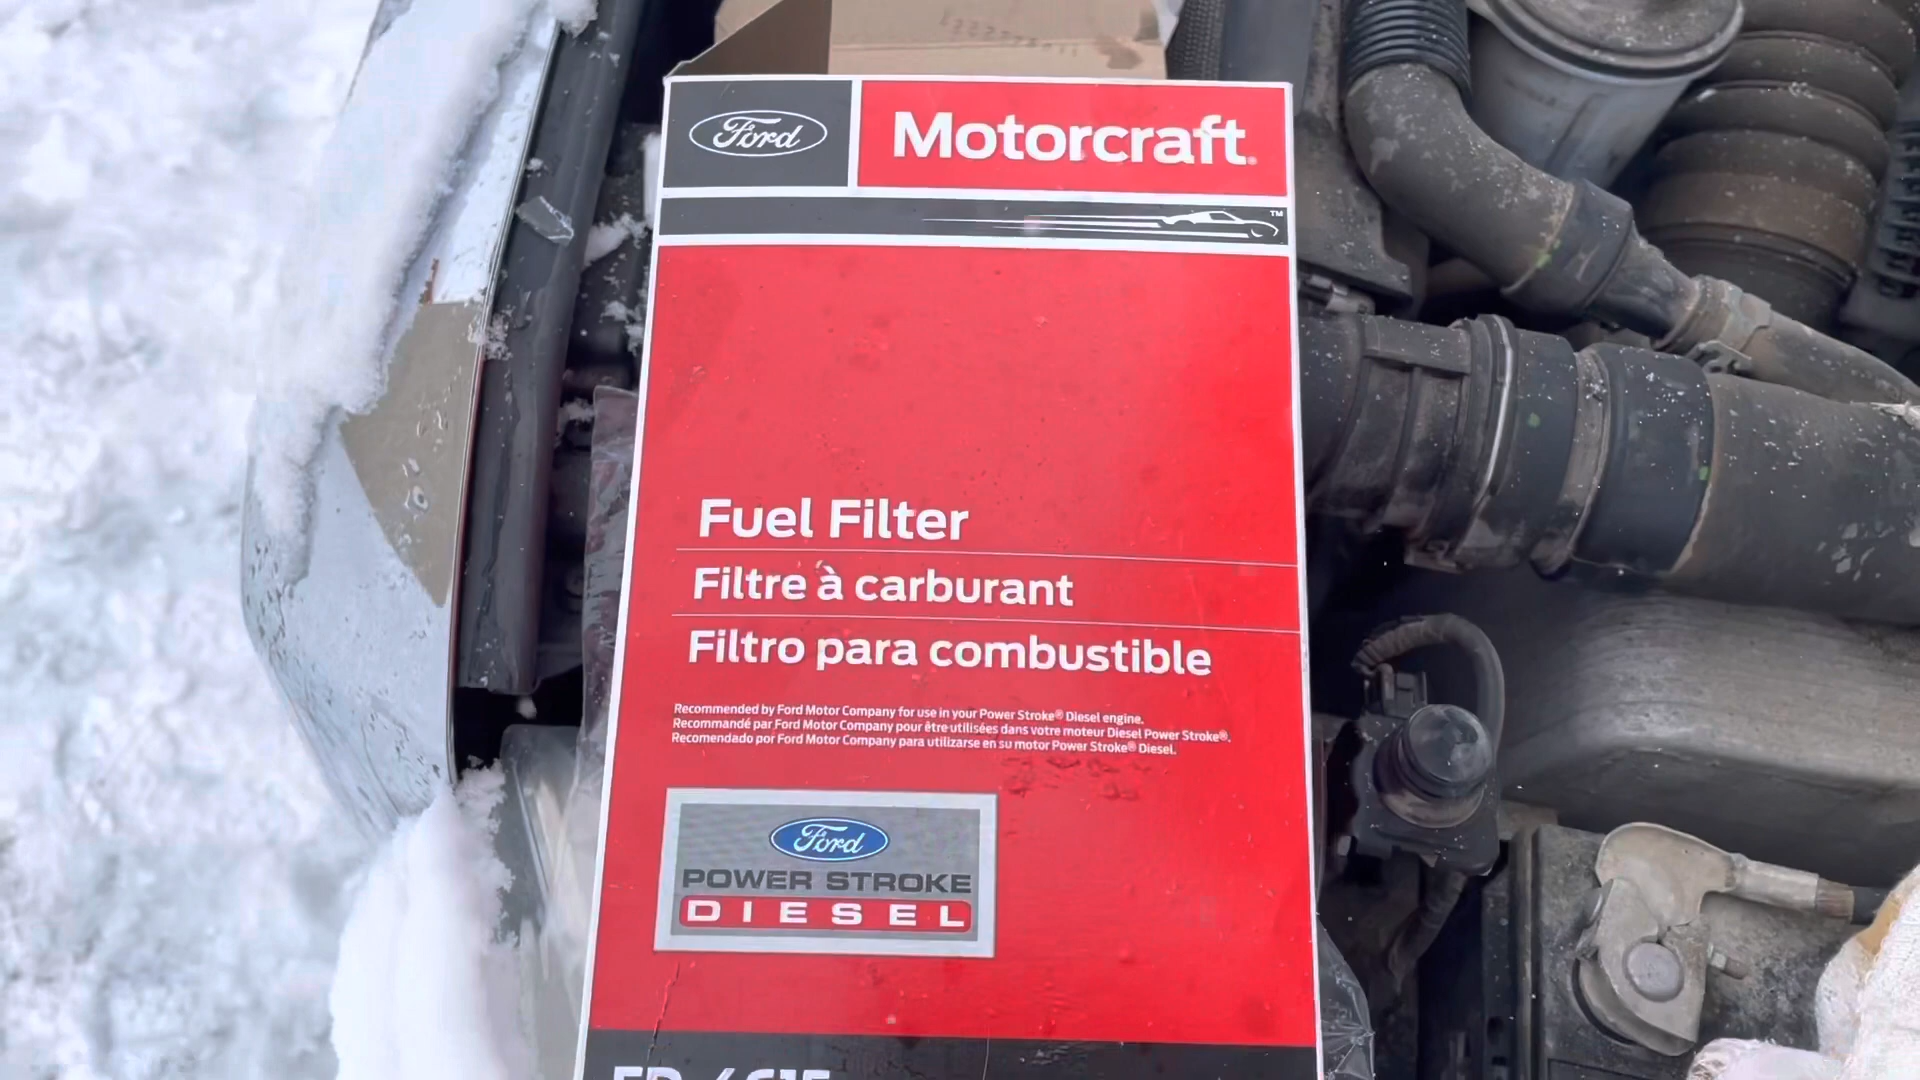 Ford
Motorcraft®
TM
Fuel Filter
Filtre à carburant
Filtro para combustible
Recommended by Ford Motor Company for use in your Power Stroke® Diesel engine.
Recommandé par Ford Motor Company pour être utilisées dans votre moteur Diesel Power Stroke®.
Recomendado por Ford Motor Company para utilizarse en su motor Power Stroke® Diesel.
Ford
POWER STROKE
DIESEL